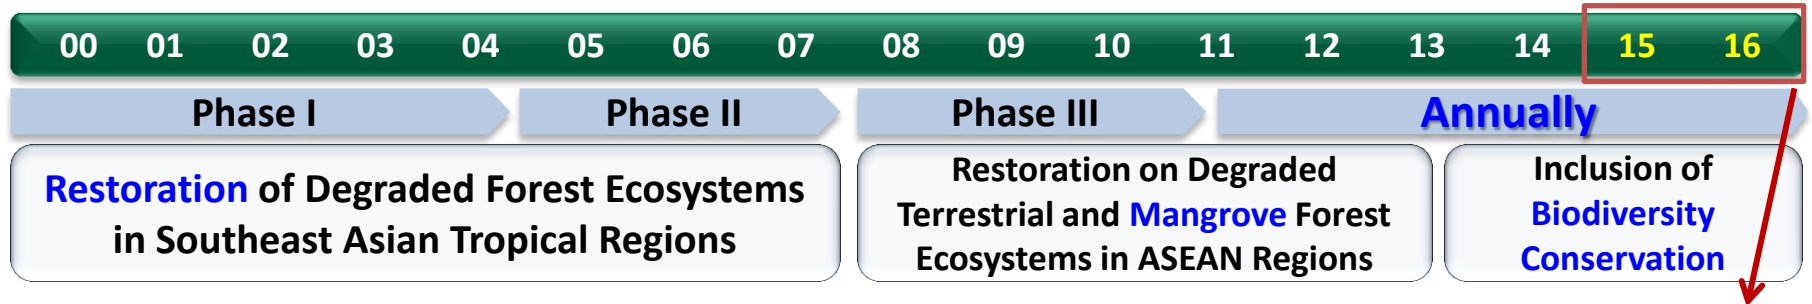 00 01 02 03 04 05 06 07 08 09 10 11 12 13 14 15 16
Phase I Phase II Phase III Annually
Restoration of Degraded Forest Ecosystems
in Southeast Asian Tropical Regions
Restoration on Degraded
Terrestrial and Mangrove Forest
Ecosystems in ASEAN Regions
Inclusion of
Biodiversity
Conservation